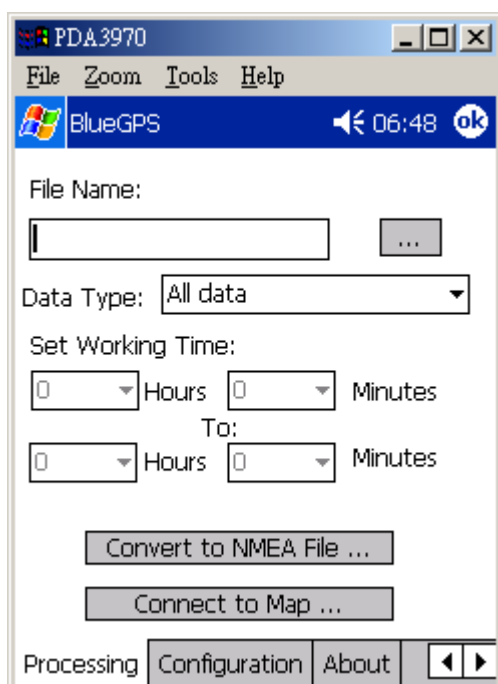 PDA3970
File Zoom Tools Help
BlueGPS 06:48 ok
File Name:
...
Data Type: All data
Set Working Time:
0 Hours 0 Minutes
To:
0 Hours 0 Minutes
Convert to NMEA File ...
Connect to Map ...
Processing Configuration About